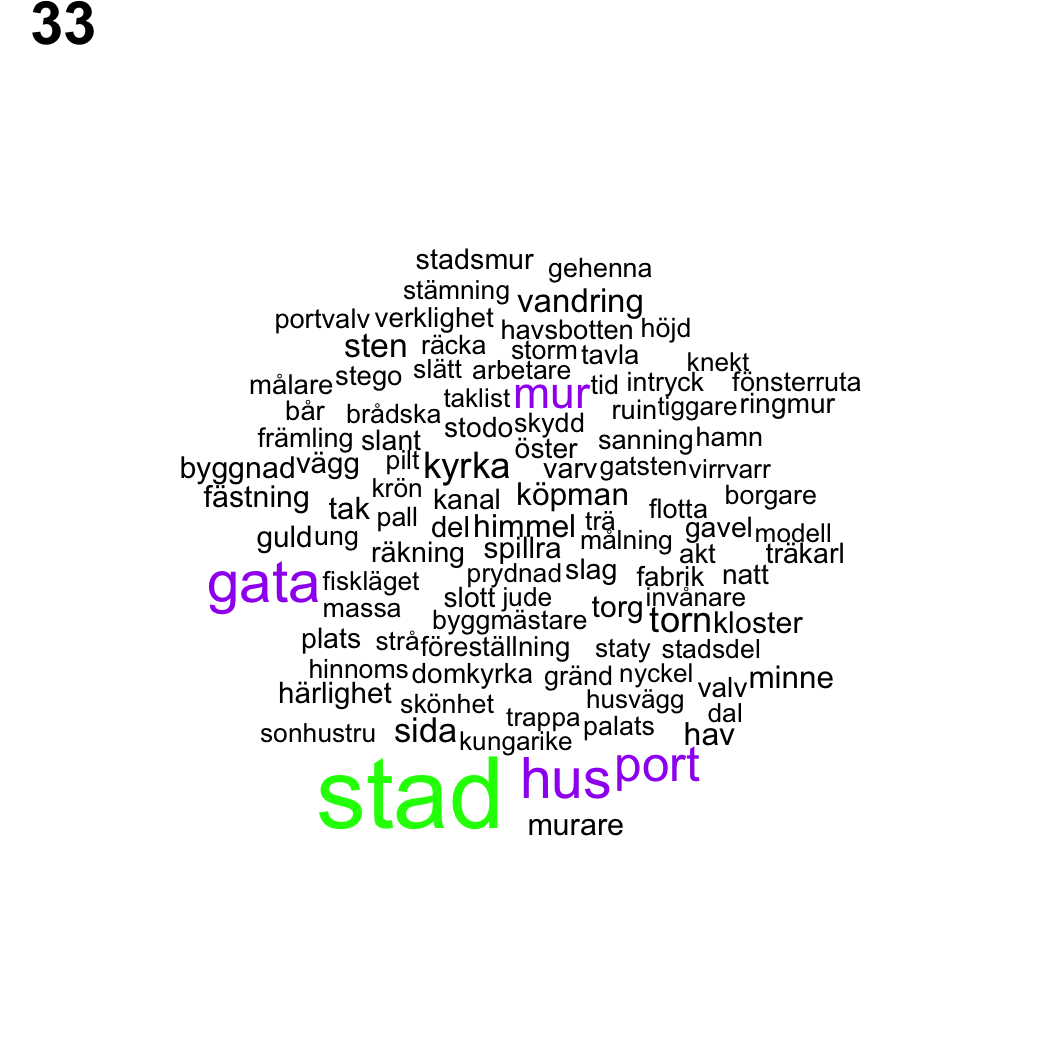 33
stadsmur gehenna
stämning vandring
portvalv verklighet havsbotten höjd
sten räcka storm tavla knekt
målare stego slätt arbetare mur tid intryck fönsterruta
bår brådska taklist ruin tiggare ringmur
främling slant stodo skydd sanning hamn
byggnad vägg pilt kyrka öster varv gatsten virrvarr
fästning krön kanal köpman flotta borgare
tak pall del himmel trä gavel modell
guld ung räkning spillra målning akt träkarl
gata fiskläget prydnad slag fabrik natt
massa slott jude torg invånare
byggmästare torn kloster
plats strå föreställning staty stadsdel
hinnoms domkyrka gränd nyckel minne
härlighet skönhet husvägg valv
sonhustru sida trappa palats dal
kungarike hav
stad hus port
murare